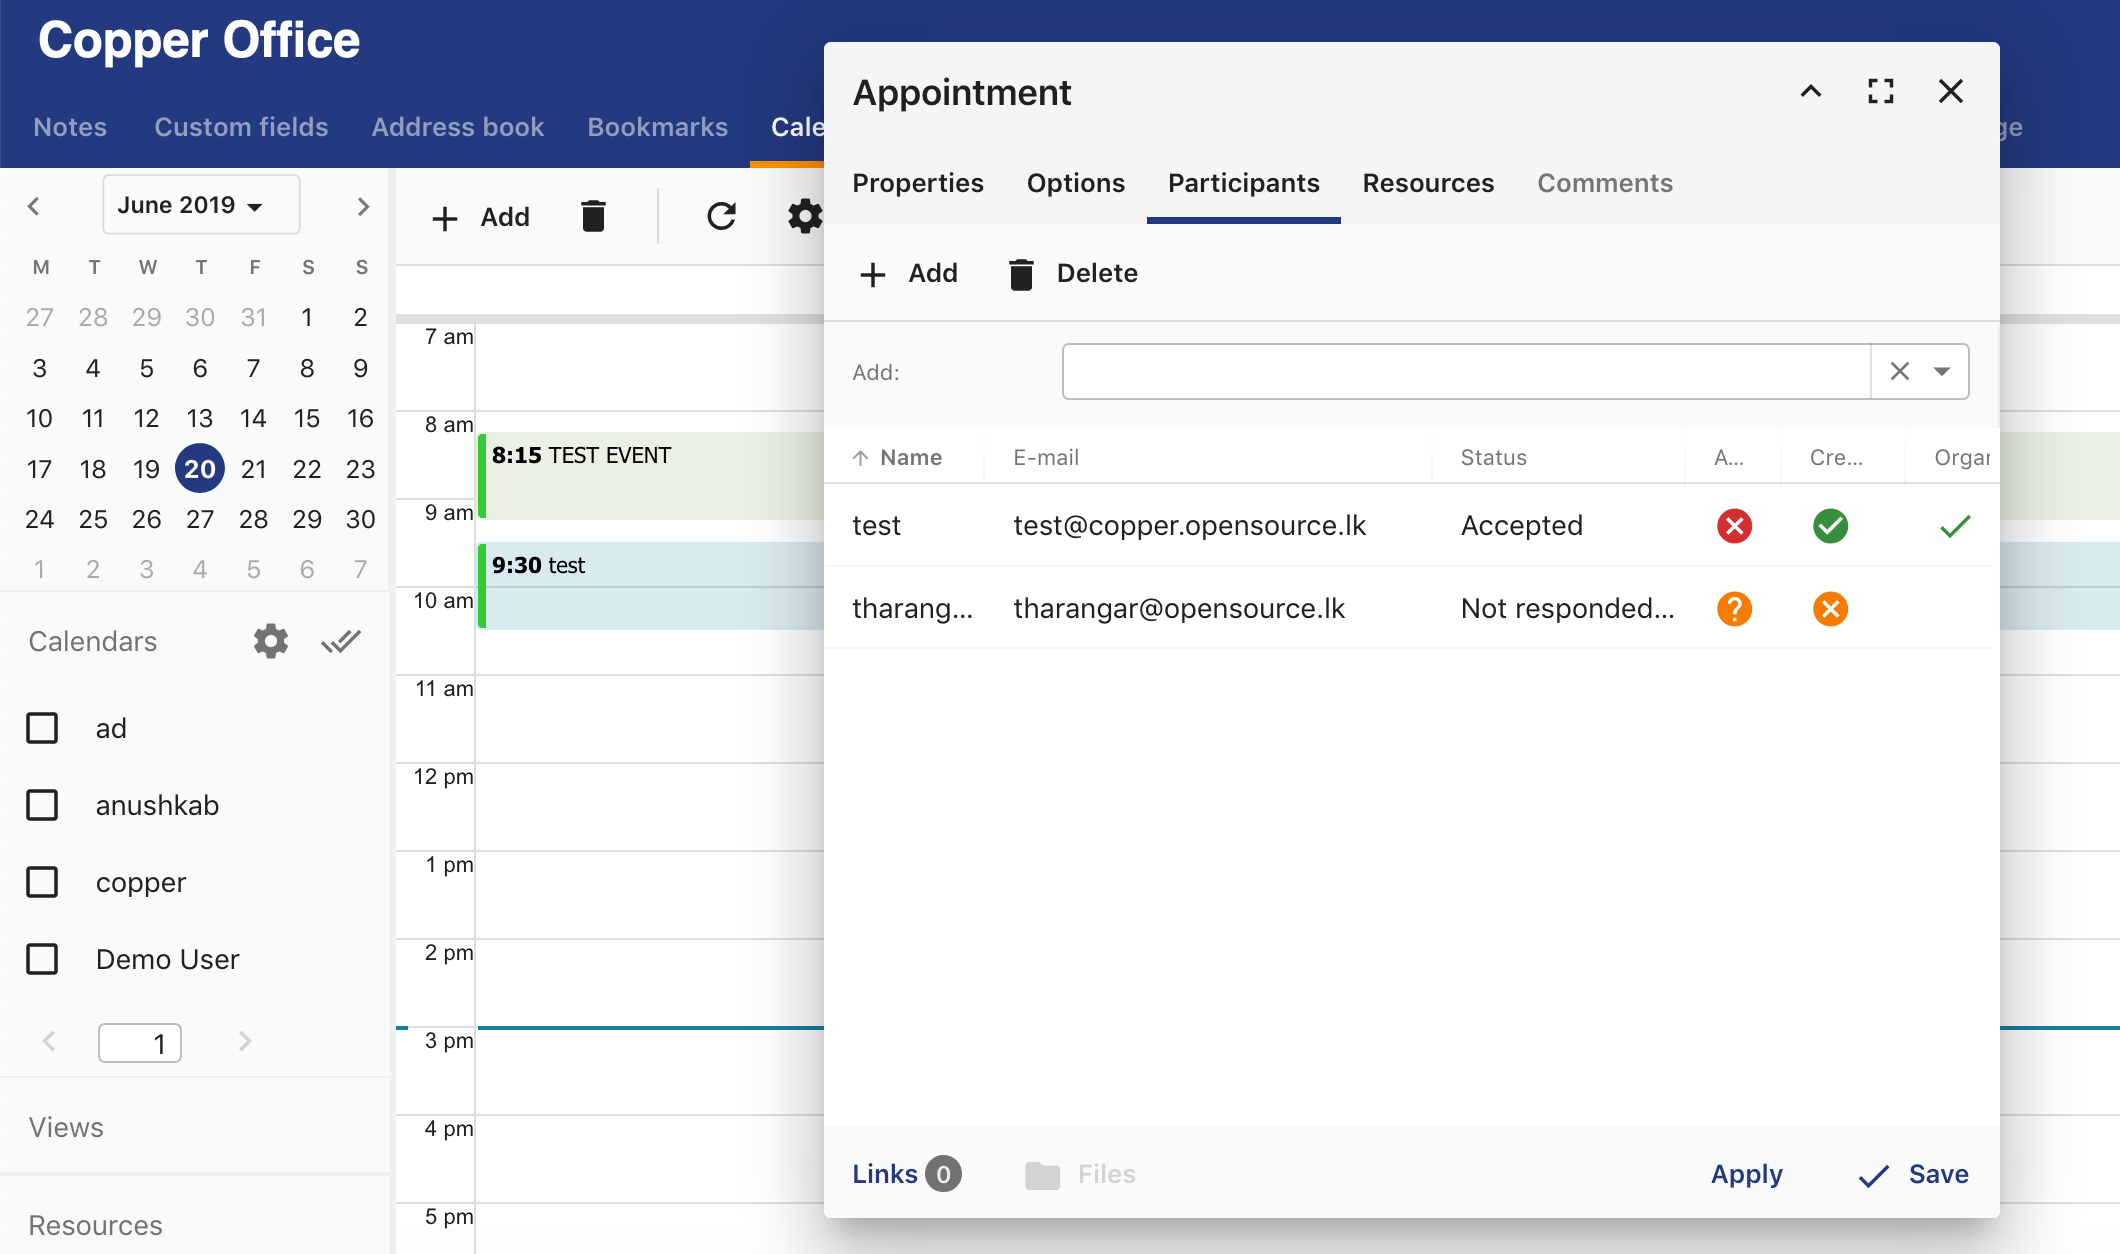 Copper Office
Notes Custom fields Address book Bookmarks Cale ge
June 2019
M T W T F S S
27 28 29 30 31 1 2
3 4 5 6 7 8 9
10 11 12 13 14 15 16
17 18 19 20 21 22 23
24 25 26 27 28 29 30
1 2 3 4 5 6 7
Calendars
ad
anushkab
copper
Demo User
1
Views
Resources
Add
7 am
8 am
8:15 TEST EVENT
9 am
9:30 test
10 am
11 am
12 pm
1 pm
2 pm
3 pm
4 pm
5 pm
Appointment
Properties Options Participants Resources Comments
Add Delete
Add:
Name E-mail Status A... Cre... Organ
test test@copper.opensource.lk Accepted
tharang... tharangar@opensource.lk Not responded...
Links 0 Files Apply Save